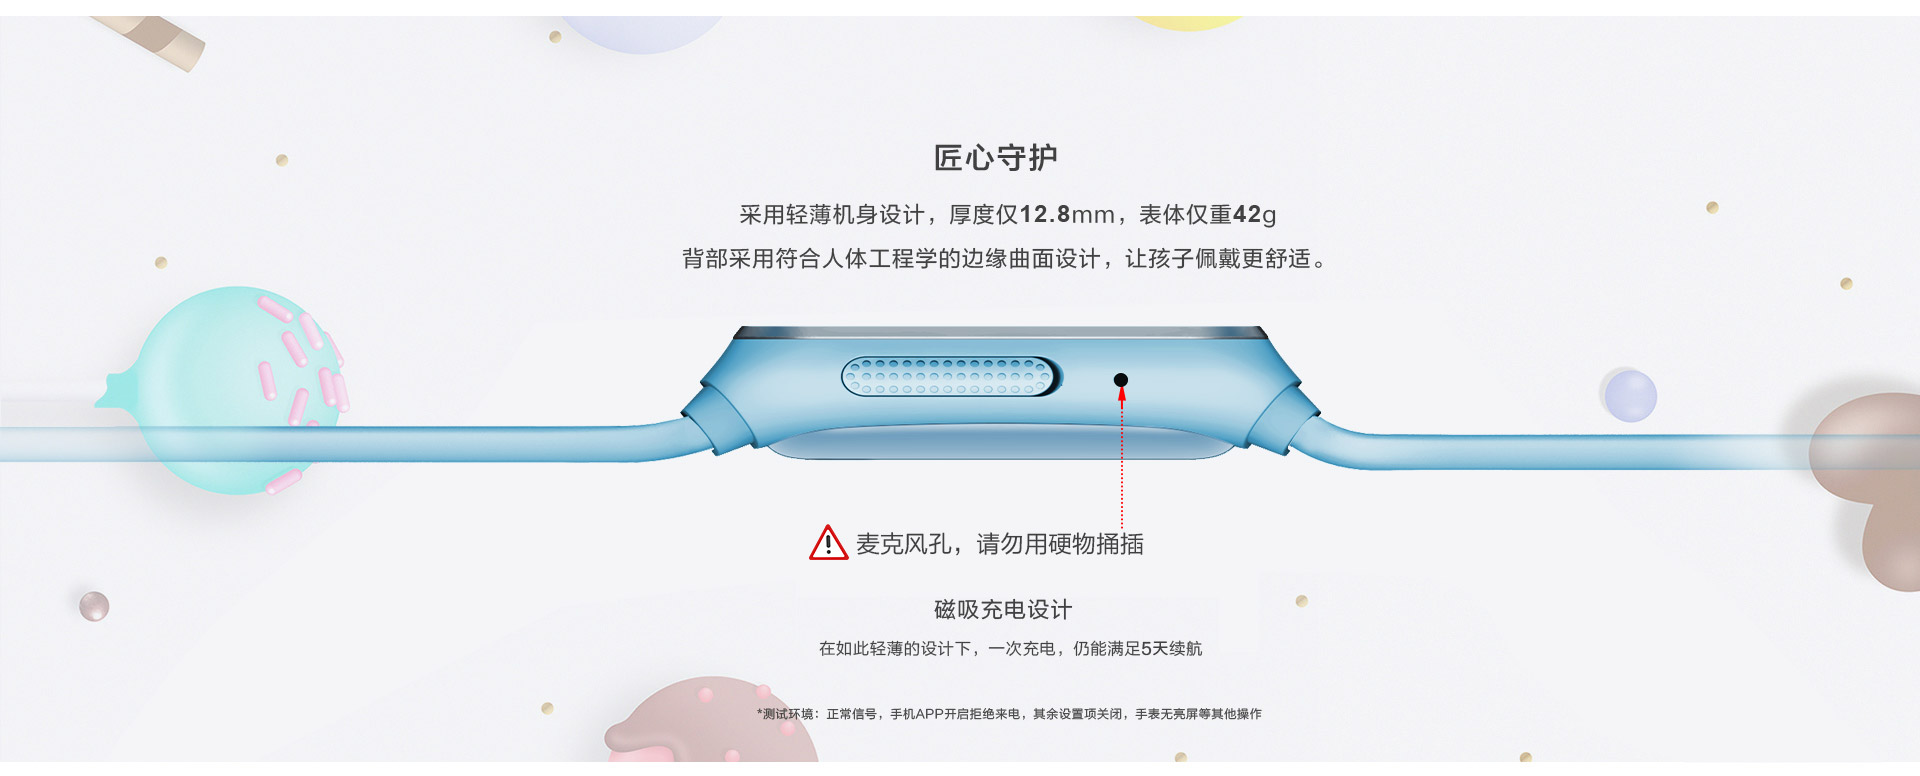 匠心守护
采用轻薄机身设计，厚度仅12.8mm，表体仅重42g
背部采用符合人体工程学的边缘曲面设计，让孩子佩戴更舒适。
麦克风孔，请勿用硬物捅插
磁吸充电设计
在如此轻薄的设计下，一次充电，仍能满足5天续航
*测试环境：正常信号，手机APP开启拒绝来电，其余设置项关闭，手表无亮屏等其他操作